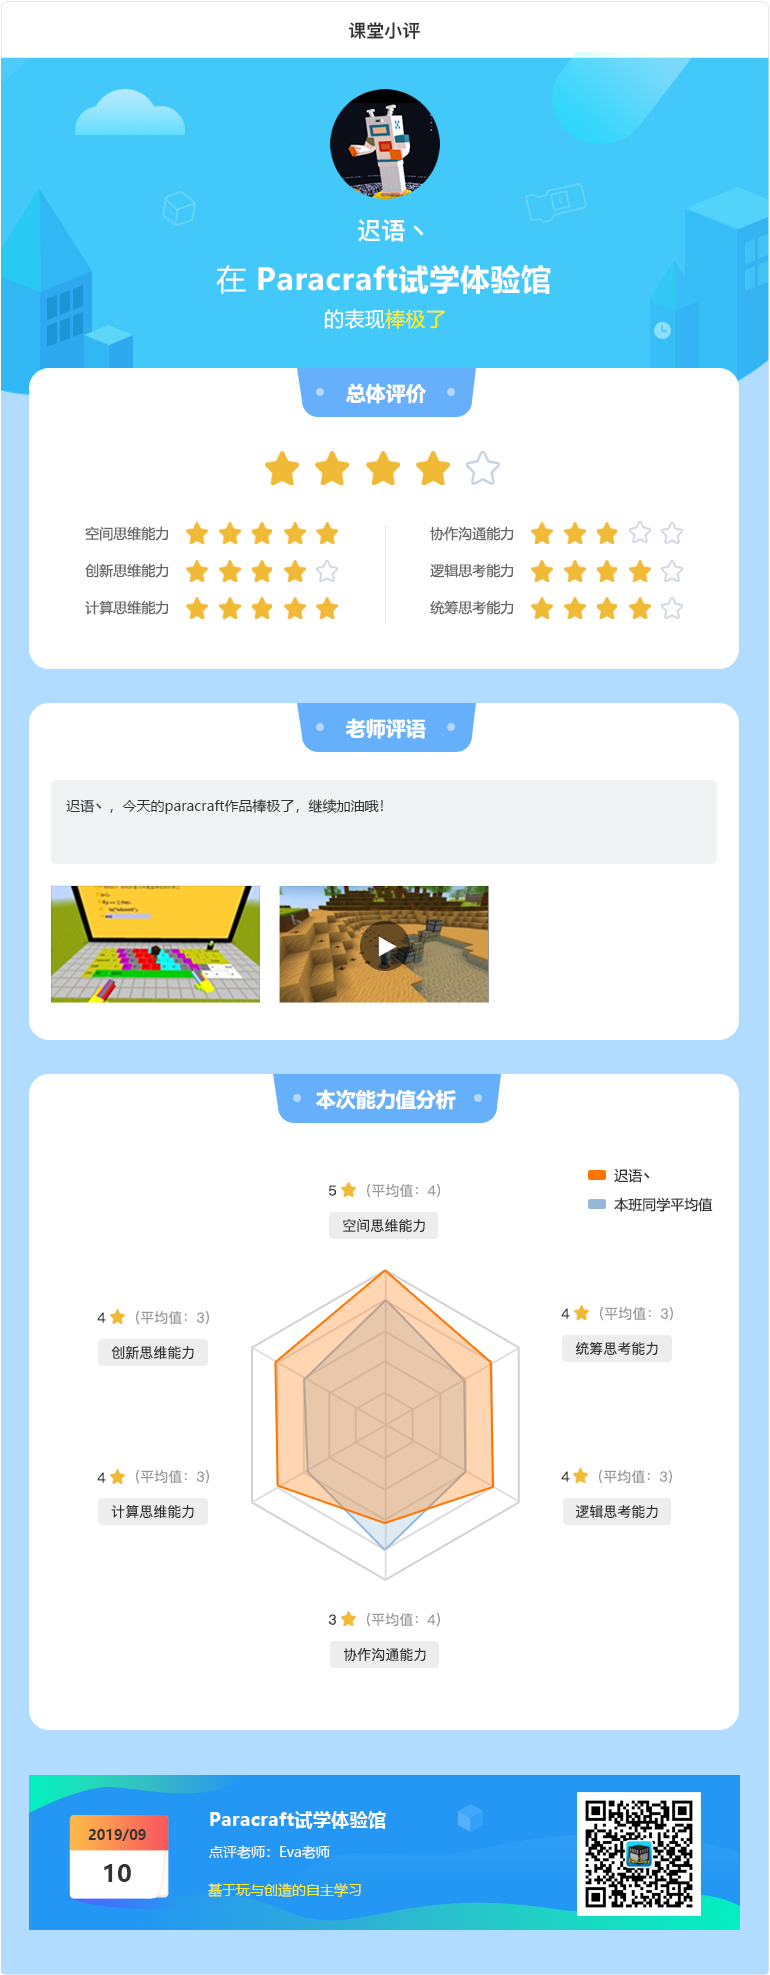 课堂小评
迟语丶
在 Paracraft试学体验馆
的表现棒极了
总体评价
空间思维能力
协作沟通能力
创新思维能力
逻辑思考能力
计算思维能力
统筹思考能力
老师评语
迟语丶，今天的paracraft作品棒极了，继续加油哦！
本次能力值分析
迟语丶
本班同学平均值
5 (平均值：4)
空间思维能力
4 (平均值：3)
创新思维能力
4 (平均值：3)
统筹思考能力
4 (平均值：3)
计算思维能力
4 (平均值：3)
逻辑思考能力
3 (平均值：4)
协作沟通能力
2019/09
10
Paracraft试学体验馆
点评老师：Eva老师
基于玩与创造的自主学习